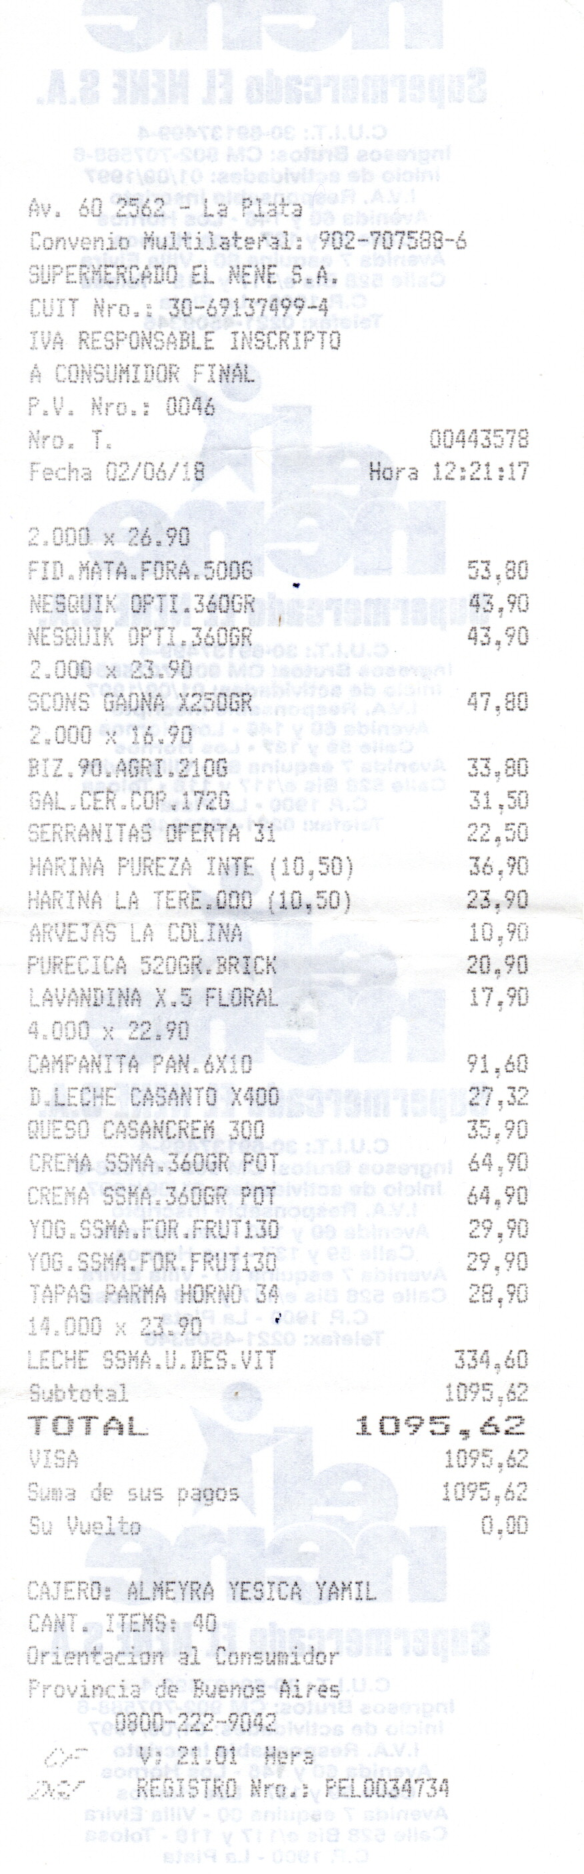 Av. 60 2562 - La Plata
Convenio Multilateral: 902-707588-6
SUPERMERCADO EL NENE S.A.
CUIT Nro.: 30-69137499-4
IVA RESPONSABLE INSCRIPTO
A CONSUMIDOR FINAL
P.V. Nro.: 0046
Nro. T. 00443578
Fecha 02/06/18 Hora 12:21:17
2.000 x 26.90
FID.MATA.FORA.500G 53,80
NESQUIK OPTI.360GR 43,90
NESQUIK OPTI.360GR 43,90
2.000 x 23.90
SCONS GAONA X250GR 47,80
2.000 x 16.90
BIZ.90.AGRI.210G 33,80
GAL.CER.COM.172G 31,50
SERRANITAS OFERTA 31 22,50
HARINA PUREZA INTE (10,50) 36,90
HARINA LA TERE.000 (10,50) 23,90
ARVEJAS LA COLINA 10,90
PURECICA 520GR.BRICK 20,90
LAVANDINA X.5 FLORAL 17,90
4.000 x 22.90
CAMPANITA PAN.6X10 91,60
D.LECHE CASANTO X400 27,32
QUESO CASANCREM 300 35,90
CREMA SSMA.360GR POT 64,90
CREMA SSMA.360GR POT 64,90
YOG.SSMA.FOR.FRUT130 29,90
YOG.SSMA.FOR.FRUT130 29,90
TAPAS PARMA HORNO 34 28,90
14.000 x 23.90
LECHE SSMA.U.DES.VIT 334,60
Subtotal 1095,62
TOTAL 1095,62
VISA 1095,62
Suma de sus pagos 1095,62
Su Vuelto 0,00
CAJERO: ALMEYRA YESICA YAMIL
CANT. ITEMS: 40
Orientacion al Consumidor
Provincia de Buenos Aires
0800-222-9042
CF V: 21.01 Hera
DGI REGISTRO Nro.: PEL0034734